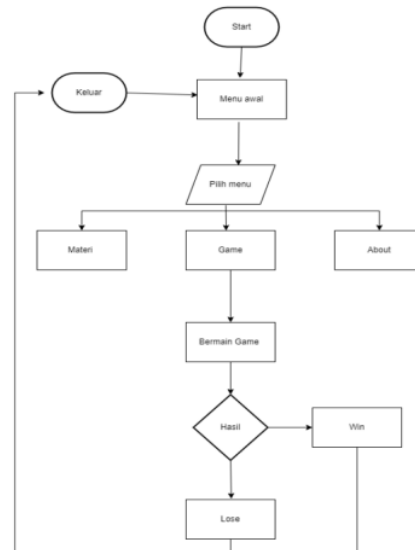 Start
Keluar
Menu awal
Pilih menu
Materi
Game
About
Bermain Game
Hasil
Win
Lose